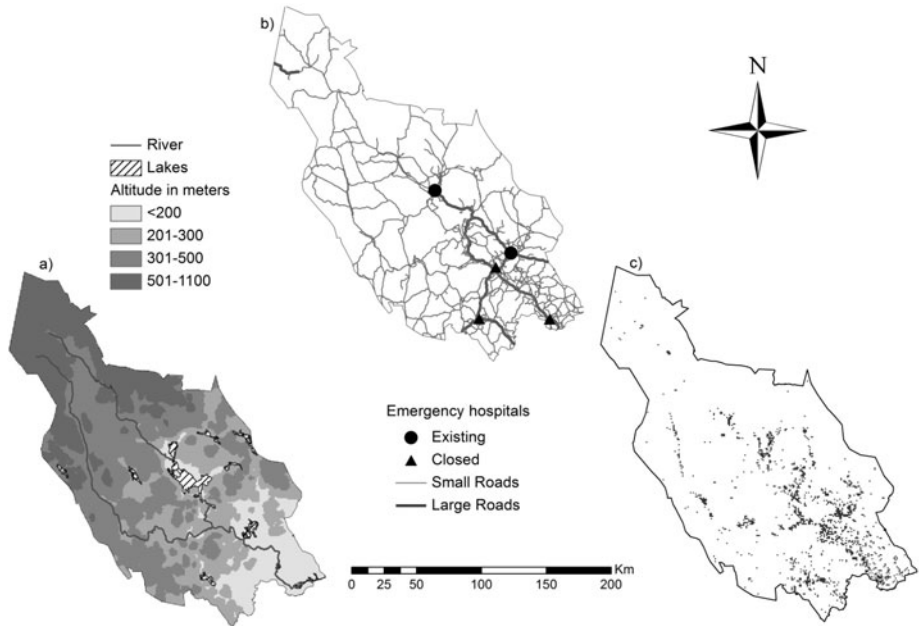 b)
N
River
Lakes
Altitude in meters
<200
201-300
301-500
501-1100
a)
c)
Emergency hospitals
Existing
Closed
Small Roads
Large Roads
Km
0 25 50 100 150 200